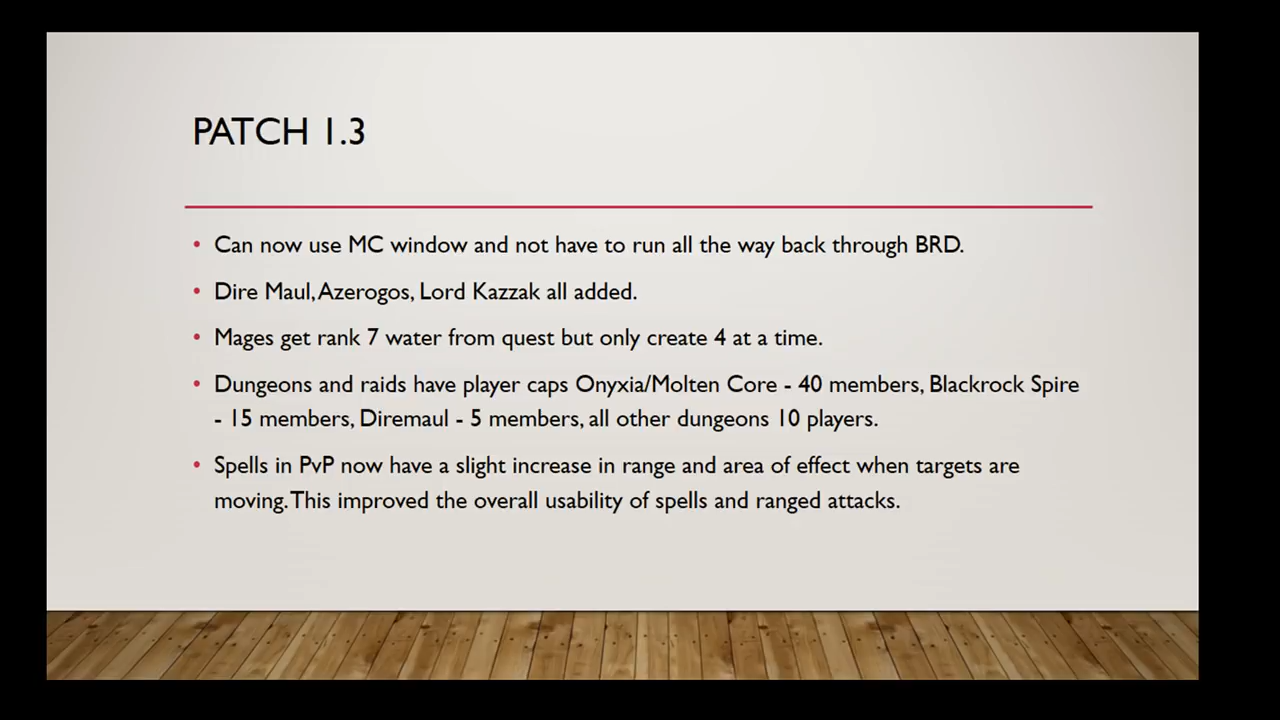 PATCH 1.3
• Can now use MC window and not have to run all the way back through BRD.
• Dire Maul, Azerogos, Lord Kazzak all added.
• Mages get rank 7 water from quest but only create 4 at a time.
• Dungeons and raids have player caps Onyxia/Molten Core - 40 members, Blackrock Spire
- 15 members, Diremaul - 5 members, all other dungeons 10 players.
• Spells in PvP now have a slight increase in range and area of effect when targets are
moving. This improved the overall usability of spells and ranged attacks.